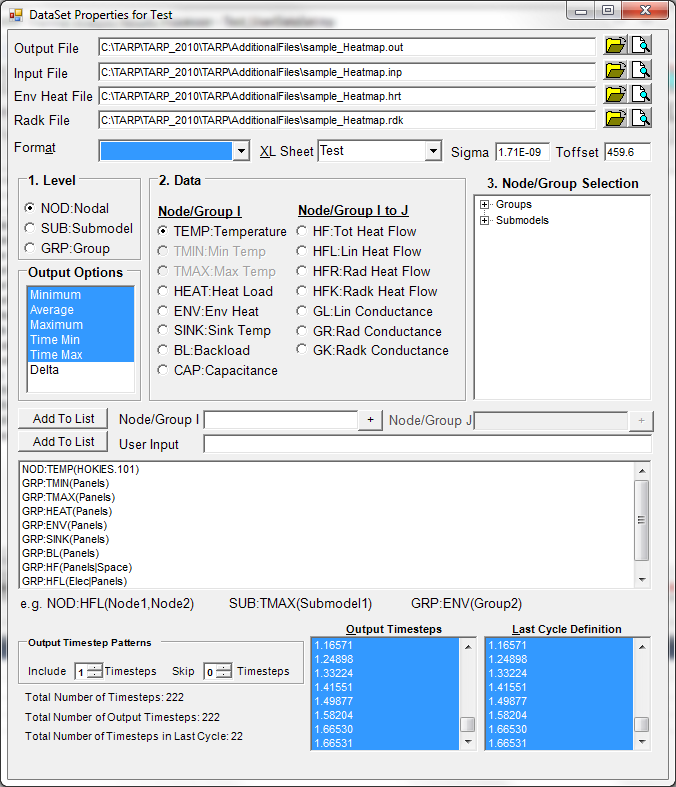 DataSet Properties for Test
Output File C:\TARP\TARP_2010\TARP\AdditionalFiles\sample_Heatmap.out
Input File C:\TARP\TARP_2010\TARP\AdditionalFiles\sample_Heatmap.inp
Env Heat File C:\TARP\TARP_2010\TARP\AdditionalFiles\sample_Heatmap.hrt
Radk File C:\TARP\TARP_2010\TARP\AdditionalFiles\sample_Heatmap.rdk
Format XL Sheet Test Sigma 1.71E-09 Toffset 459.6
1. Level
NOD:Nodal
SUB:Submodel
GRP:Group
Output Options
Minimum
Average
Maximum
Time Min
Time Max
Delta
2. Data
Node/Group I
TEMP:Temperature
TMIN:Min Temp
TMAX:Max Temp
HEAT:Heat Load
ENV:Env Heat
SINK:Sink Temp
BL:Backload
CAP:Capacitance
Node/Group I to J
HF:Tot Heat Flow
HFL:Lin Heat Flow
HFR:Rad Heat Flow
HFK:Radk Heat Flow
GL:Lin Conductance
GR:Rad Conductance
GK:Radk Conductance
3. Node/Group Selection
Groups
Submodels
Add To List Node/Group I + Node/Group J +
Add To List User Input
NOD:TEMP(HOKIES.101)
GRP:TMIN(Panels)
GRP:TMAX(Panels)
GRP:HEAT(Panels)
GRP:ENV(Panels)
GRP:SINK(Panels)
GRP:BL(Panels)
GRP:HF(Panels|Space)
GRP:HFL(Elec|Panels)
e.g. NOD:HFL(Node1,Node2) SUB:TMAX(Submodel1) GRP:ENV(Group2)
Output Timestep Patterns
Include 1 Timesteps Skip 0 Timesteps
Total Number of Timesteps: 222
Total Number of Output Timesteps: 222
Total Number of Timesteps in Last Cycle: 22
Output Timesteps
1.16571
1.24898
1.33224
1.41551
1.49877
1.58204
1.66530
1.66531
Last Cycle Definition
1.16571
1.24898
1.33224
1.41551
1.49877
1.58204
1.66530
1.66531